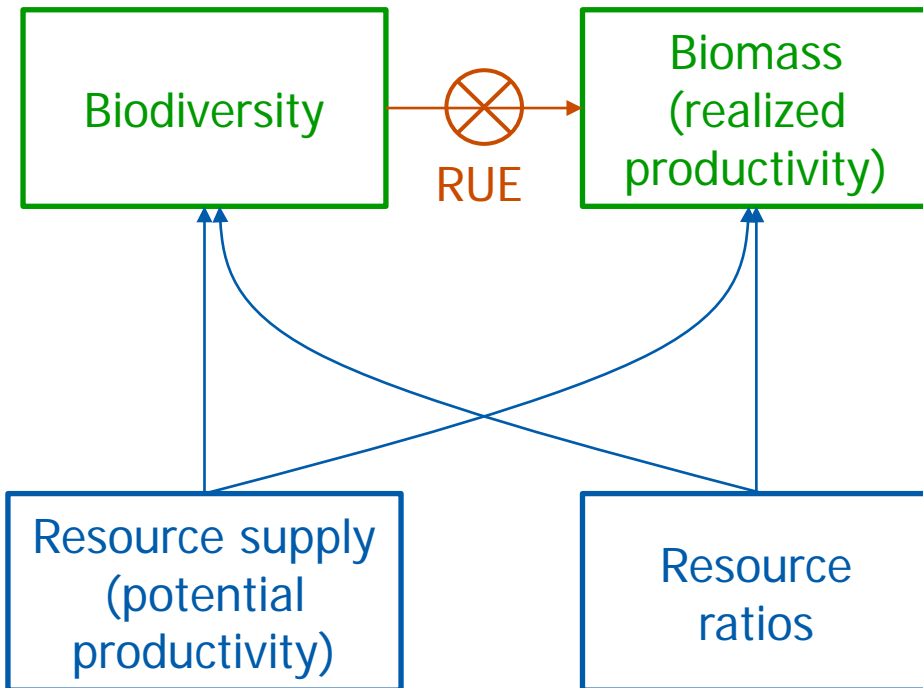 Biodiversity
RUE
Biomass
(realized
productivity)
Resource supply
(potential
productivity)
Resource
ratios